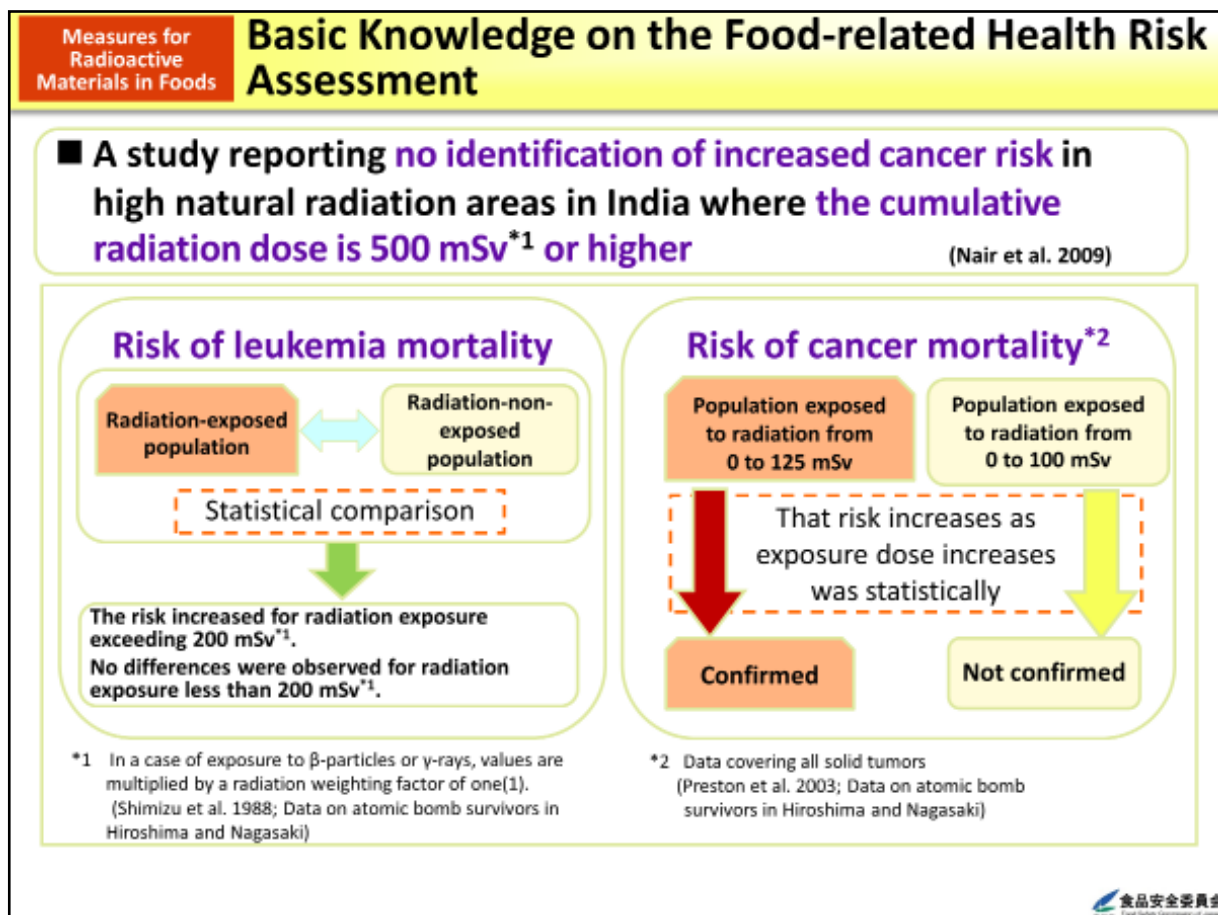 Measures for
Radioactive
Materials in Foods
Basic Knowledge on the Food-related Health Risk
Assessment
■ A study reporting no identification of increased cancer risk in
high natural radiation areas in India where the cumulative
radiation dose is 500 mSv*1 or higher
(Nair et al. 2009)
Risk of leukemia mortality
Radiation-exposed
population
Radiation-non-
exposed
population
Statistical comparison
The risk increased for radiation exposure
exceeding 200 mSv*1.
No differences were observed for radiation
exposure less than 200 mSv*1.
*1 In a case of exposure to β-particles or γ-rays, values are
multiplied by a radiation weighting factor of one(1).
(Shimizu et al. 1988; Data on atomic bomb survivors in
Hiroshima and Nagasaki)
Risk of cancer mortality*2
Population exposed
to radiation from
0 to 125 mSv
Population exposed
to radiation from
0 to 100 mSv
That risk increases as
exposure dose increases
was statistically
Confirmed
Not confirmed
*2 Data covering all solid tumors
(Preston et al. 2003; Data on atomic bomb
survivors in Hiroshima and Nagasaki)
食品安全委員会